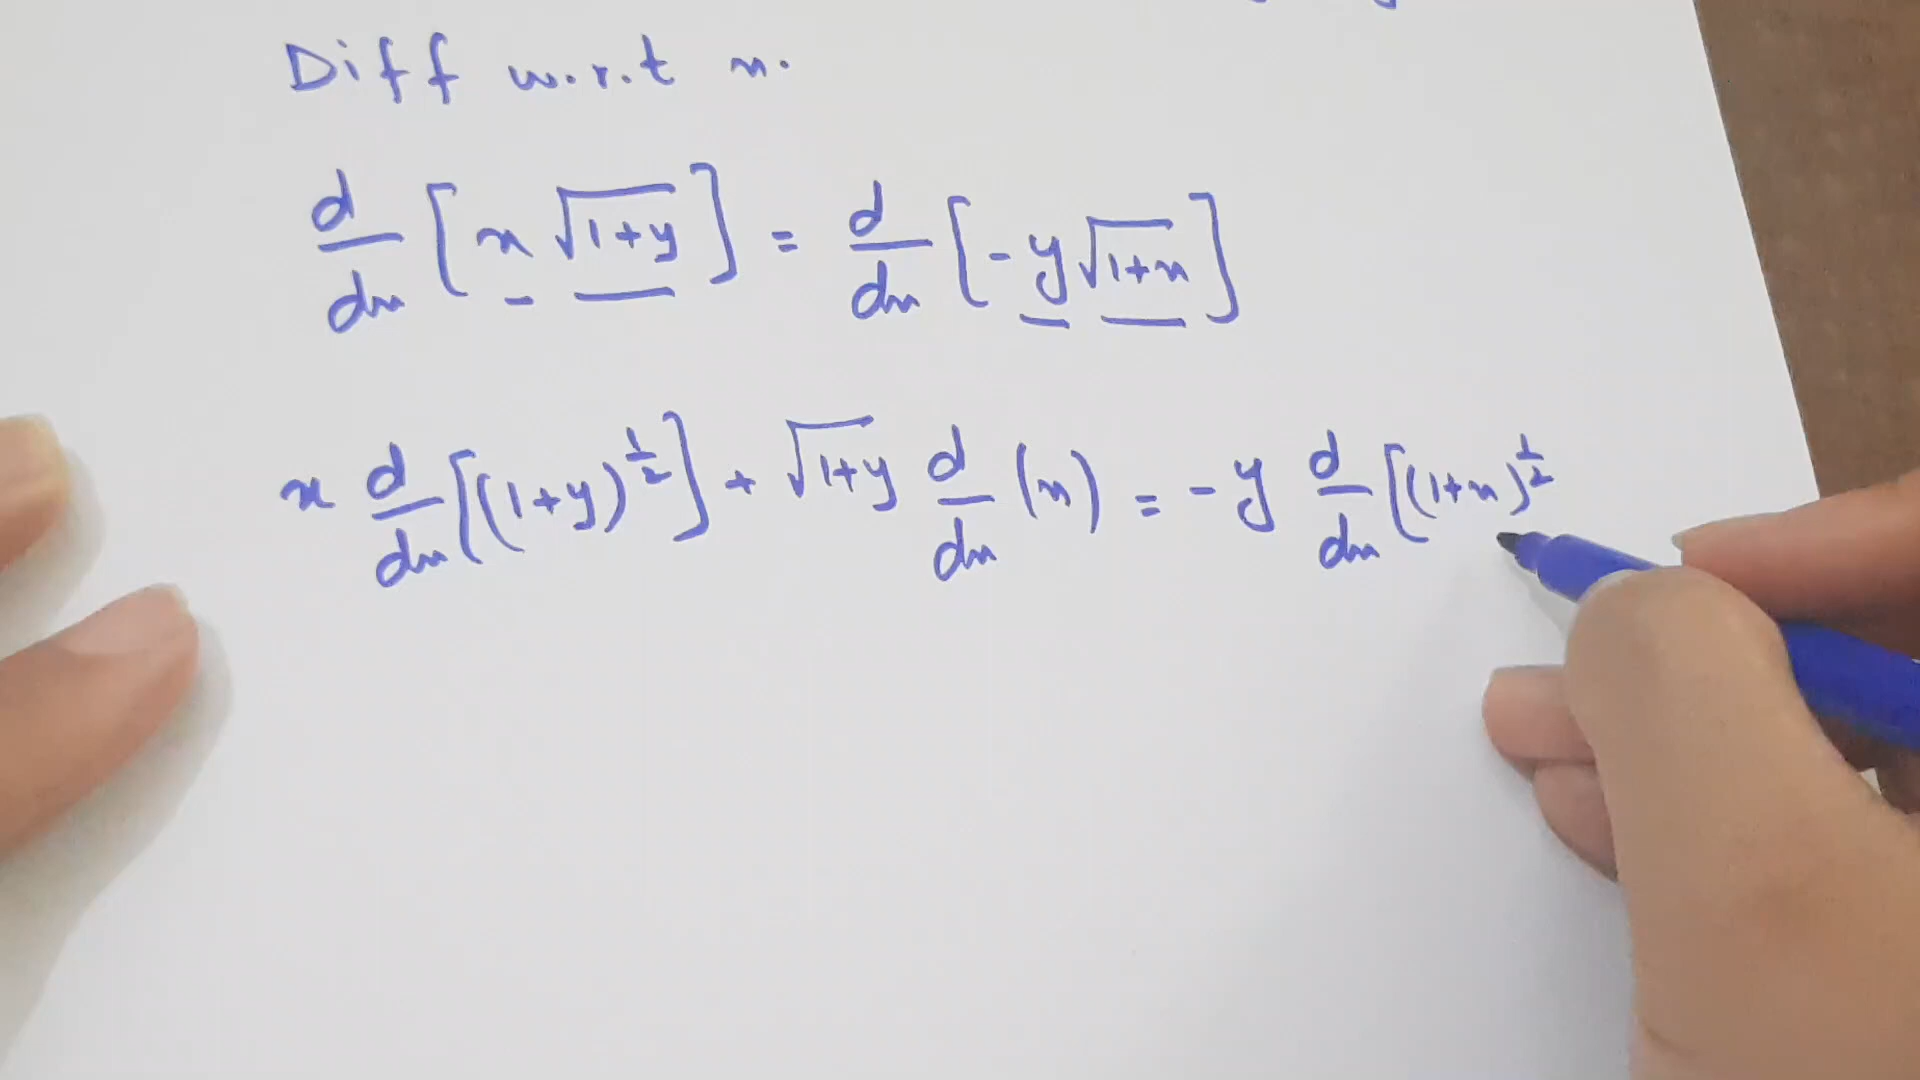 Diff w.r.t x.
d/dx [x √(1+y)] = d/dx [-y√(1+x)]
x d/dx [(1+y)^1/2] + √(1+y) d/dx (x) = -y d/dx [(1+x)^1/2